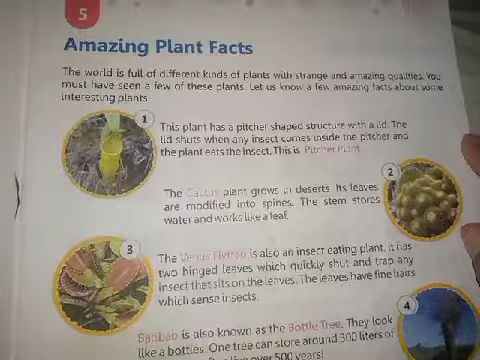 5
Amazing Plant Facts
The world is full of different kinds of plants with strange and amazing qualities. You
must have seen a few of these plants. Let us know a few amazing facts about some
interesting plants.
1
This plant has a pitcher shaped structure with a lid. The
lid shuts when any insect comes inside the pitcher and
the plant eats the insect. This is Pitcher Plant.
2
The Cactus plant grows in deserts. Its leaves
are modified into spines. The stem stores
water and works like a leaf.
3
The Venus Flytrap is also an insect eating plant. It has
two hinged leaves which quickly shut and trap any
insect that sits on the leaves. The leaves have fine hairs
which sense insects.
4
Baobab is also known as the Bottle Tree. They look
like a bottles. One tree can store around 300 liters of
live over 500 years!